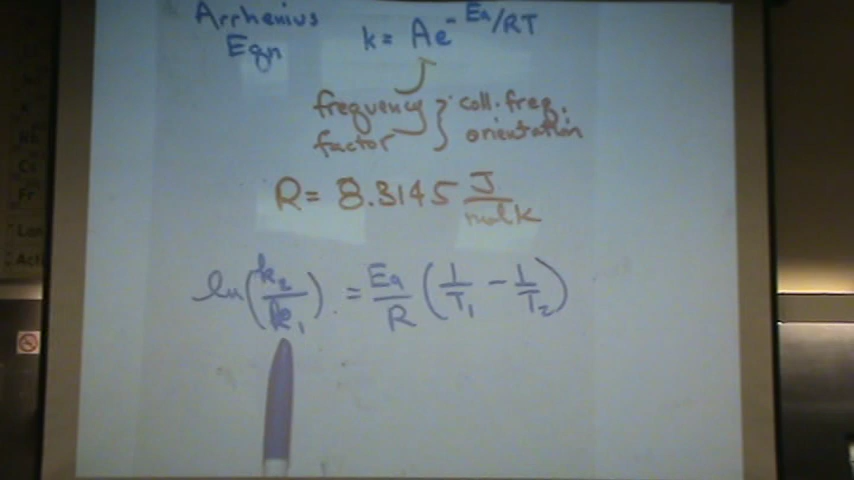 Arrhenius k = Ae^-Ea/RT
Eqn
frequency } coll. freq.
factor } orientation
R = 8.3145 J/mol K
ln(k2/k1) = Ea/R (1/T1 - 1/T2)